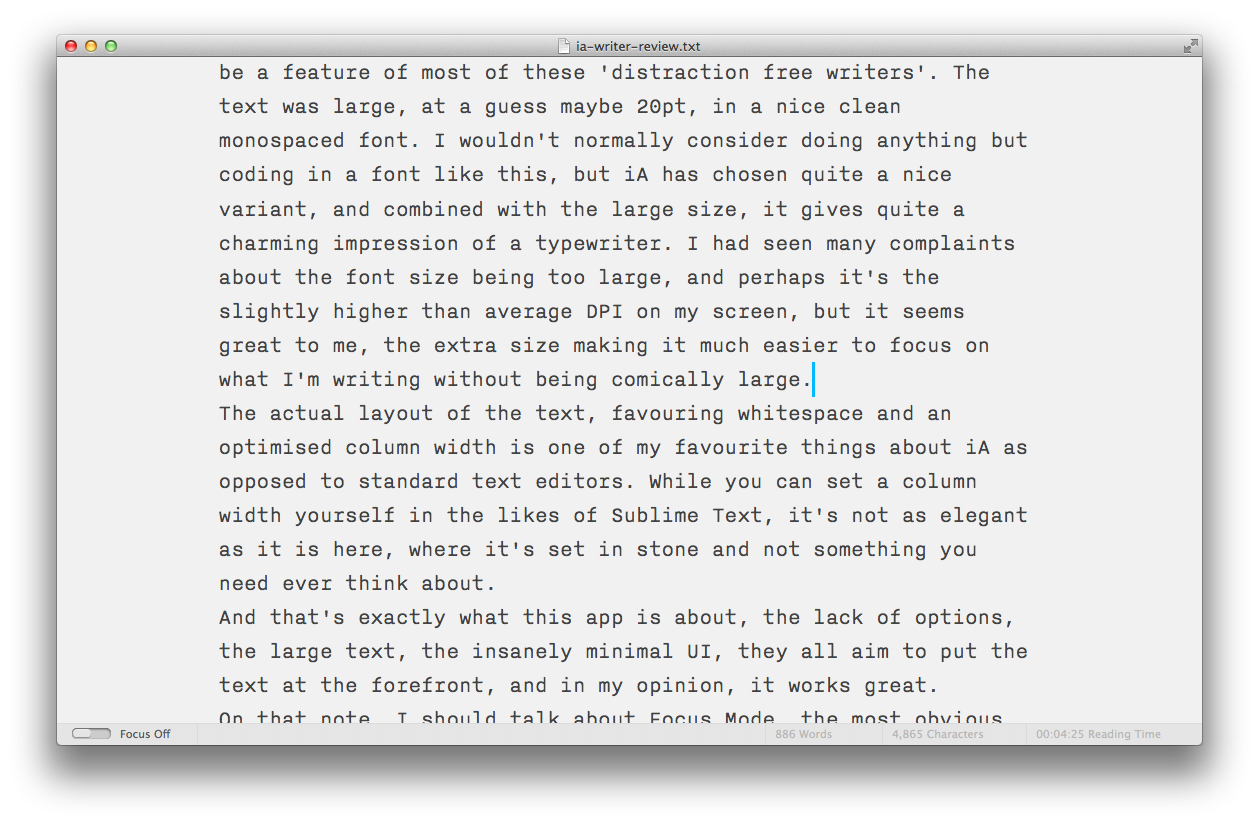 ia-writer-review.txt
be a feature of most of these 'distraction free writers'. The
text was large, at a guess maybe 20pt, in a nice clean
monospaced font. I wouldn't normally consider doing anything but
coding in a font like this, but iA has chosen quite a nice
variant, and combined with the large size, it gives quite a
charming impression of a typewriter. I had seen many complaints
about the font size being too large, and perhaps it's the
slightly higher than average DPI on my screen, but it seems
great to me, the extra size making it much easier to focus on
what I'm writing without being comically large.
The actual layout of the text, favouring whitespace and an
optimised column width is one of my favourite things about iA as
opposed to standard text editors. While you can set a column
width yourself in the likes of Sublime Text, it's not as elegant
as it is here, where it's set in stone and not something you
need ever think about.
And that's exactly what this app is about, the lack of options,
the large text, the insanely minimal UI, they all aim to put the
text at the forefront, and in my opinion, it works great.
On that note, I should talk about Focus Mode, the most obvious
Focus Off
886 Words
4,865 Characters
00:04:25 Reading Time